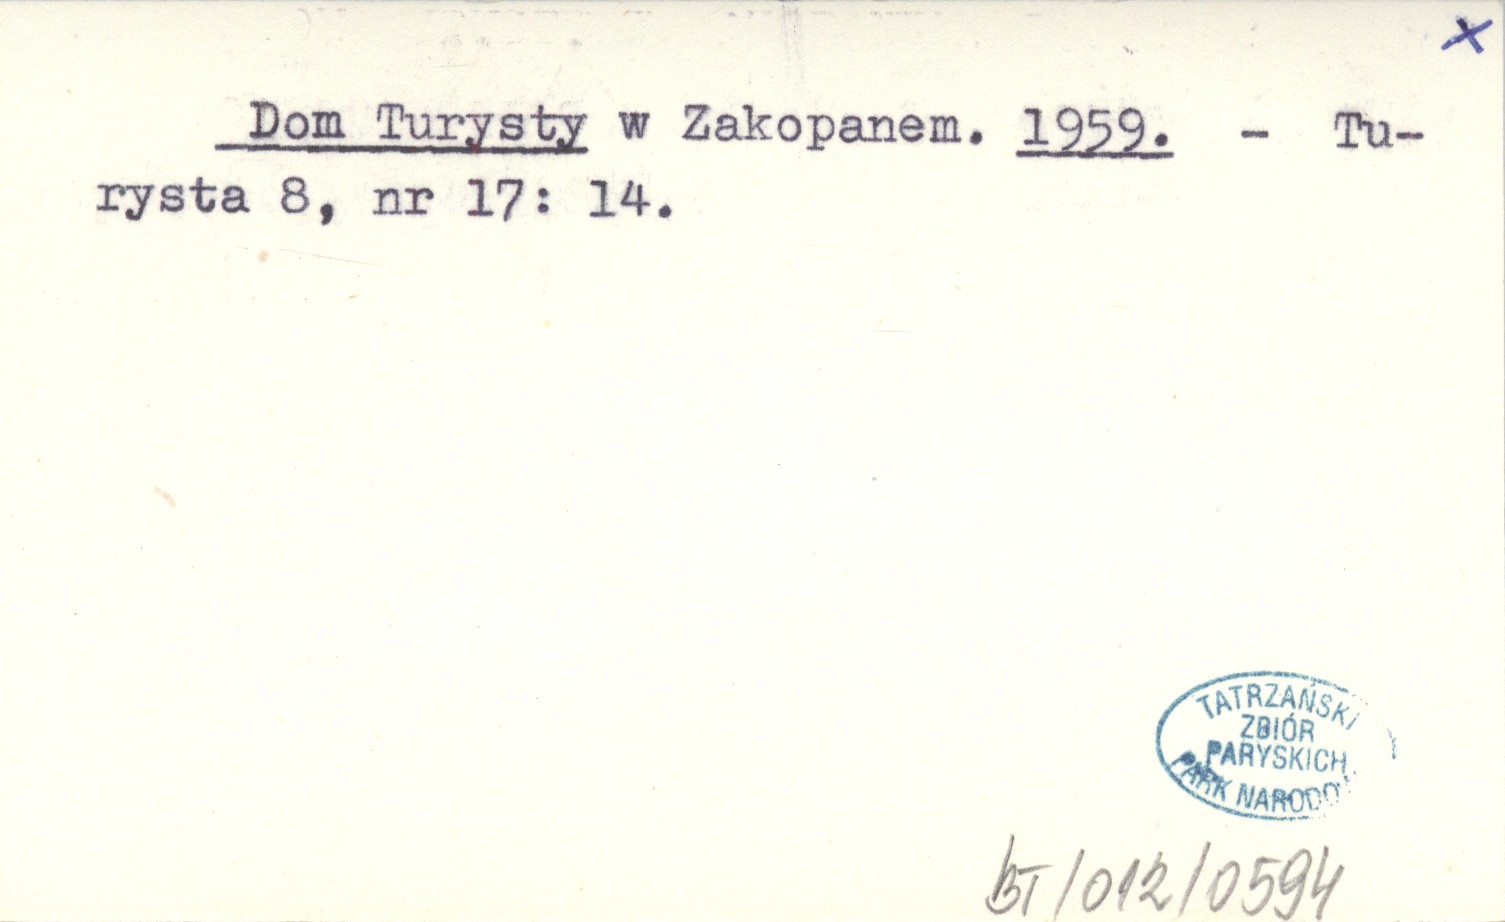 x
Dom Turysty w Zakopanem. 1959. - Tu-
rysta 8, nr 17: 14.
TATRZAŃSKI
ZBIÓR
PARYSKICH
PARK NARODO
BT/012/0594